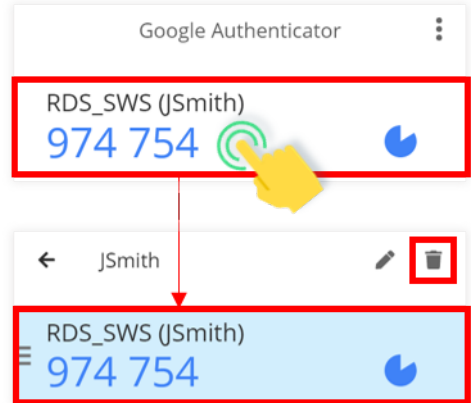 Google Authenticator
RDS_SWS (JSmith)
974 754
JSmith
RDS_SWS (JSmith)
974 754